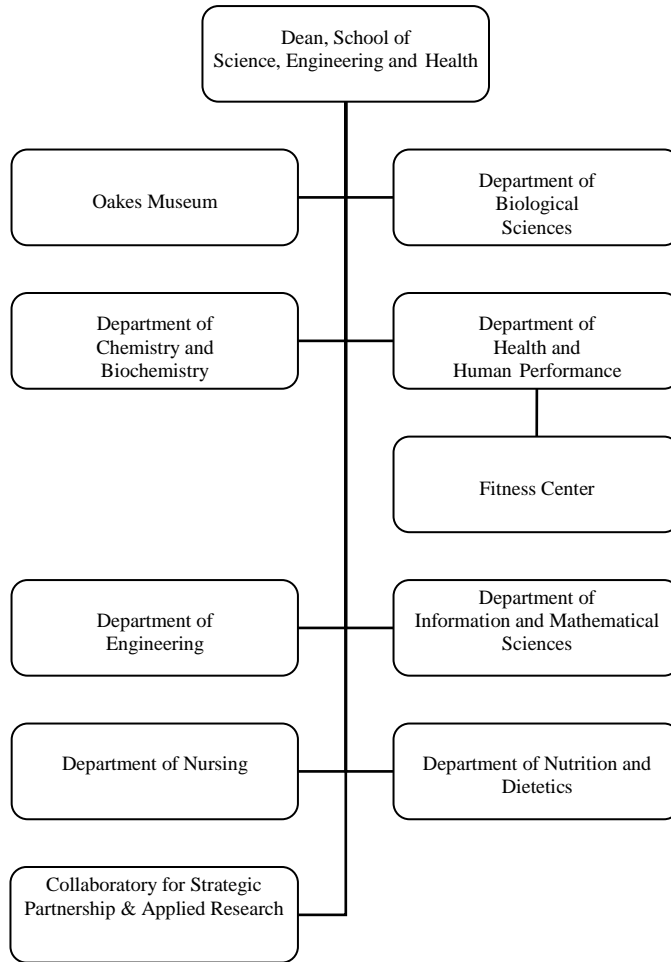 Dean, School of
Science, Engineering and Health
Oakes Museum
Department of
Biological
Sciences
Department of
Chemistry and
Biochemistry
Department of
Health and
Human Performance
Fitness Center
Department of
Engineering
Department of
Information and Mathematical
Sciences
Department of Nursing
Department of Nutrition and
Dietetics
Collaboratory for Strategic
Partnership & Applied Research